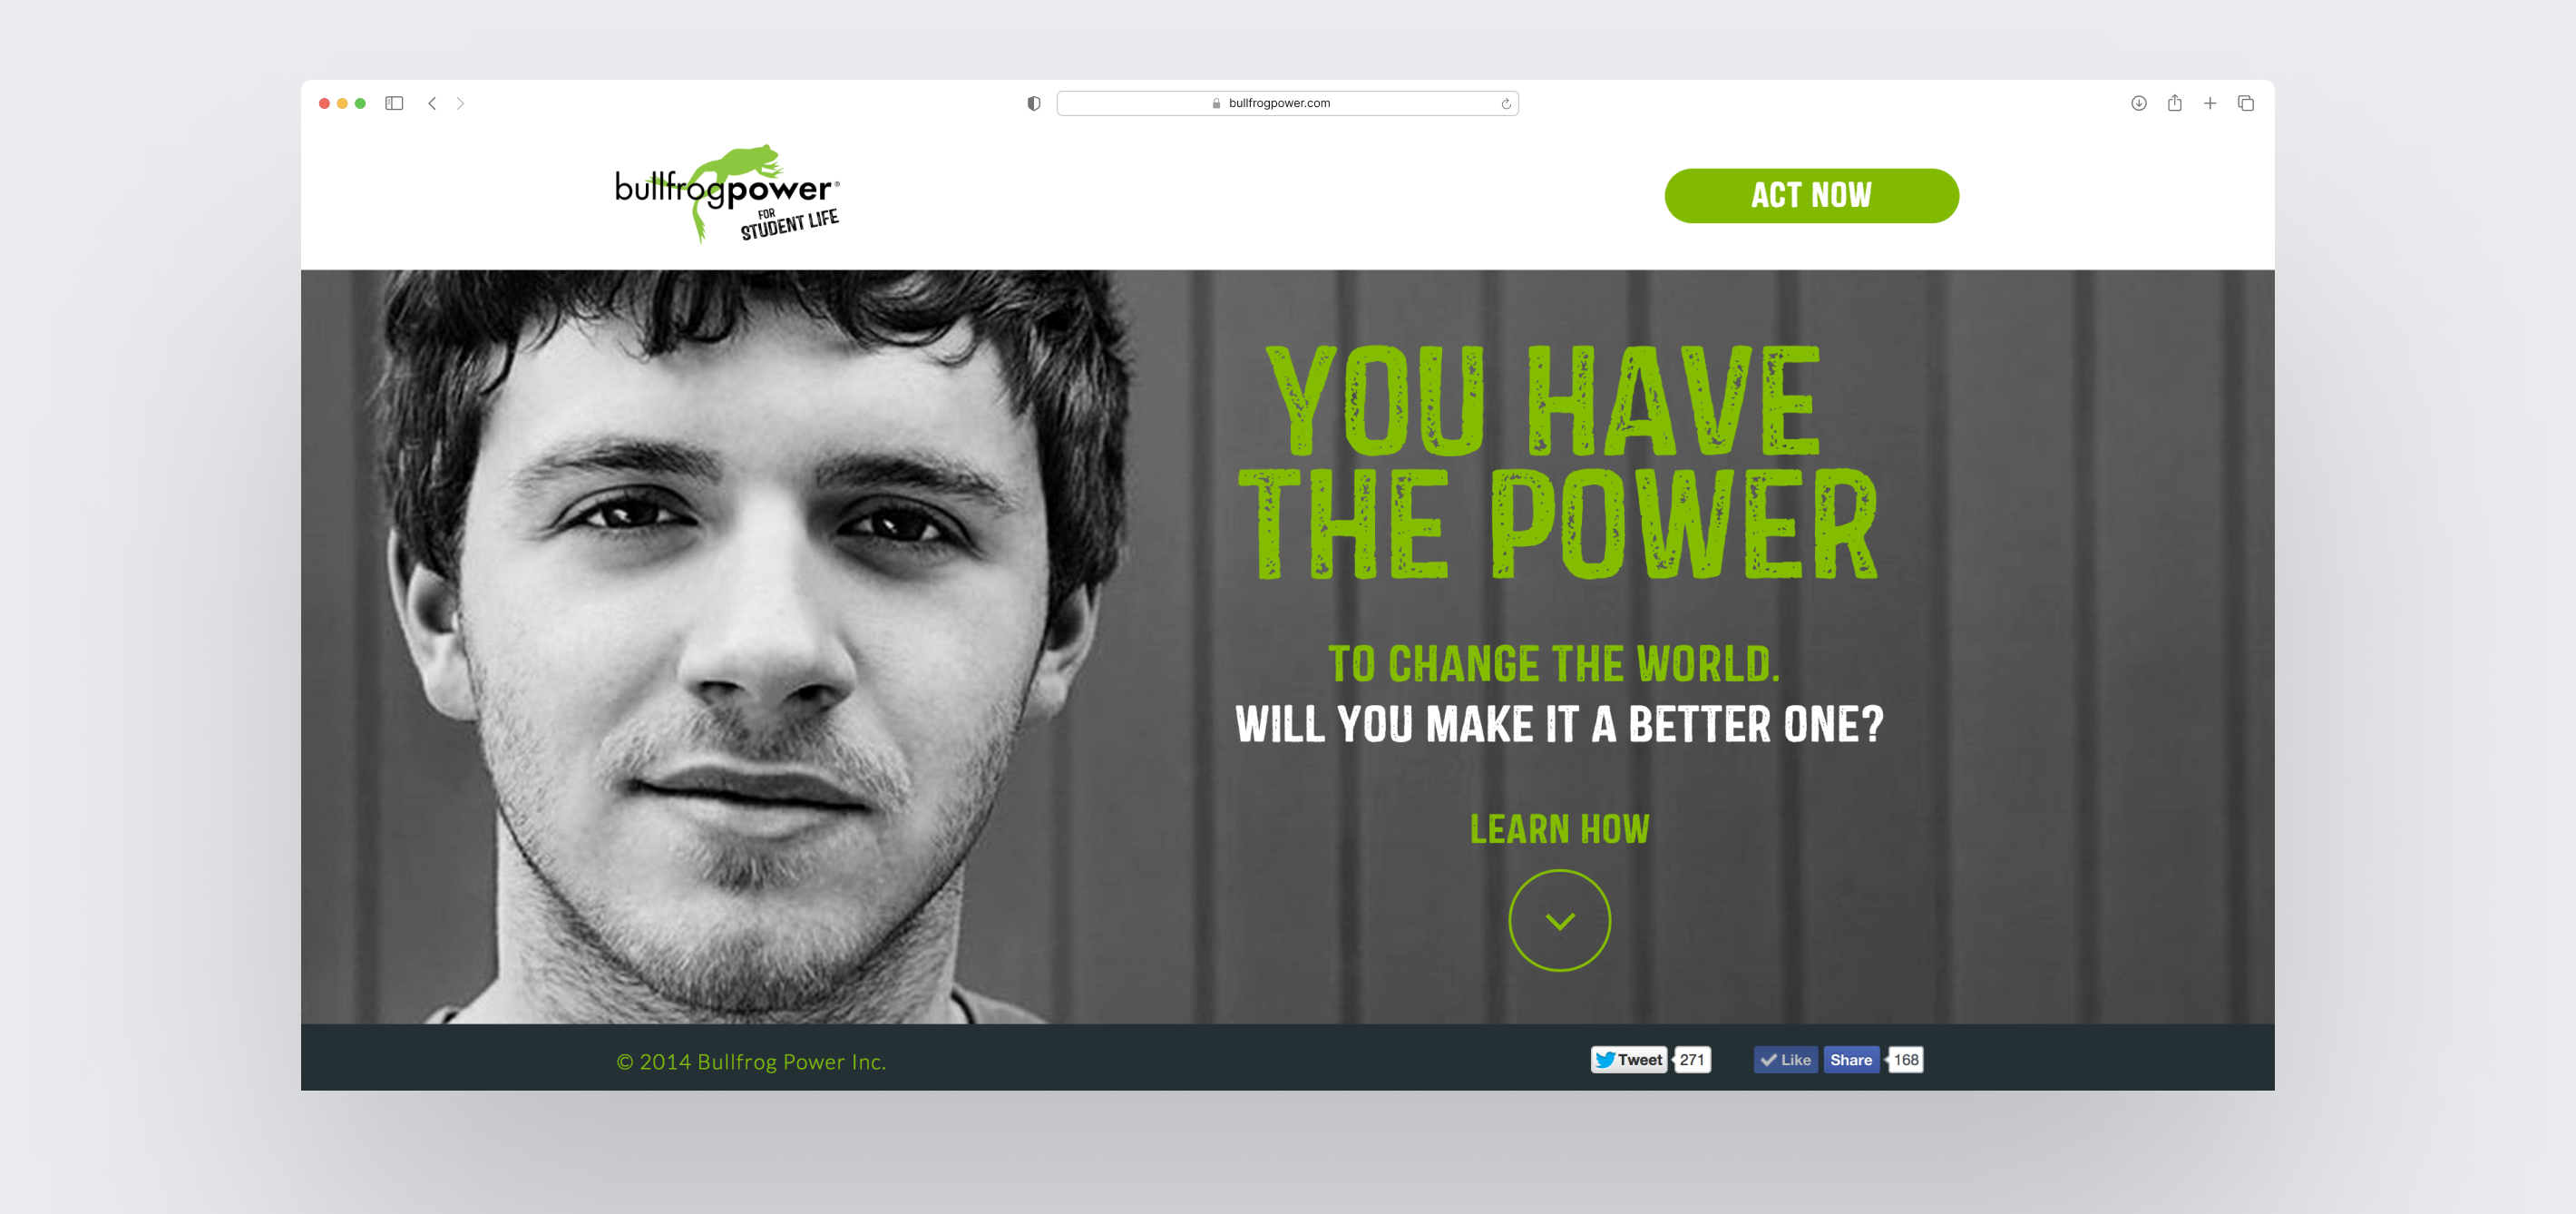 bullfrogpower.com
bullfrogpower®
FOR
STUDENT LIFE
ACT NOW
YOU HAVE
THE POWER
TO CHANGE THE WORLD.
WILL YOU MAKE IT A BETTER ONE?
LEARN HOW
© 2014 Bullfrog Power Inc.
Tweet 271 Like Share 168